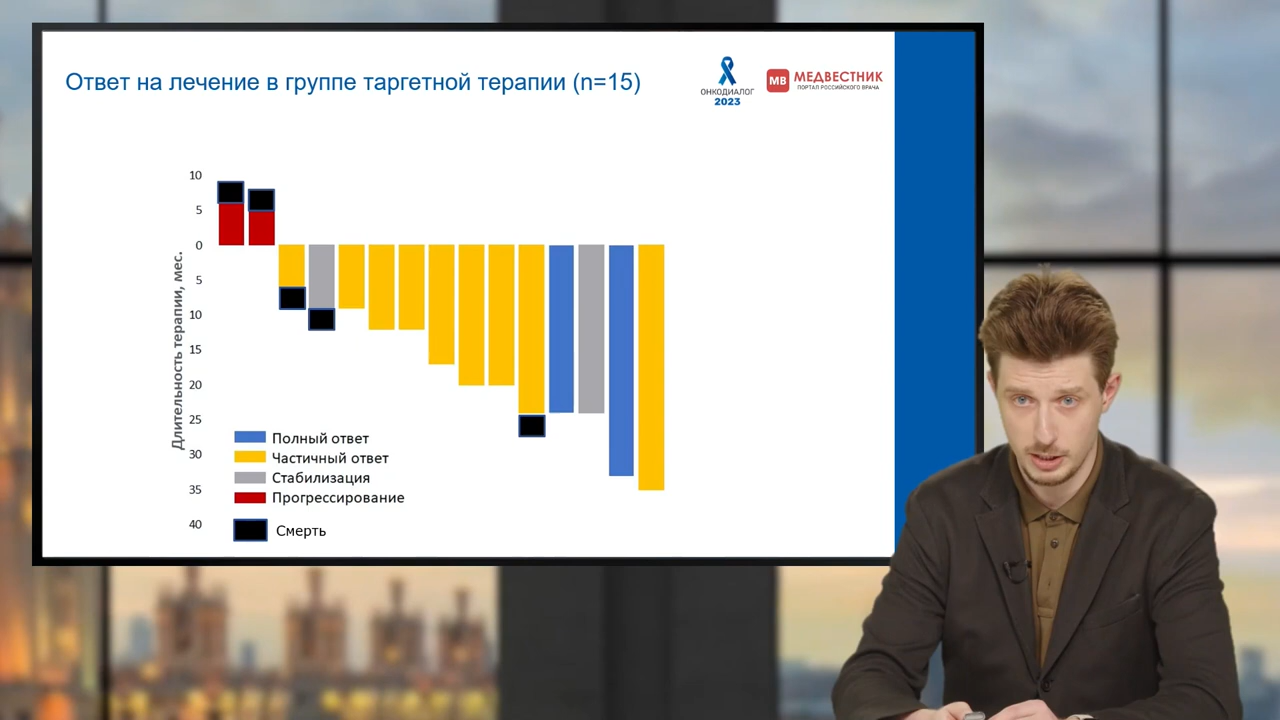 Ответ на лечение в группе таргетной терапии (n=15)
ОНКОДИАЛОГ
2023
МВ
МЕДВЕСТНИК
ПОРТАЛ РОССИЙСКОГО ВРАЧА
Длительность терапии, мес.
10
5
0
5
10
15
20
25
30
35
40
Полный ответ
Частичный ответ
Стабилизация
Прогрессирование
Смерть